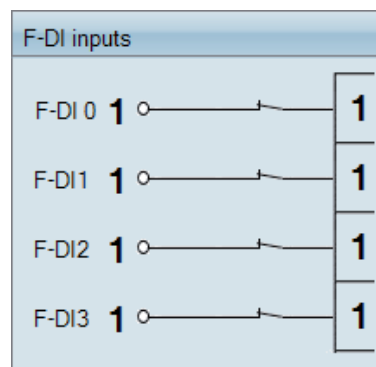 F-DI inputs
F-DI 0 1 1
F-DI1 1 1
F-DI2 1 1
F-DI3 1 1